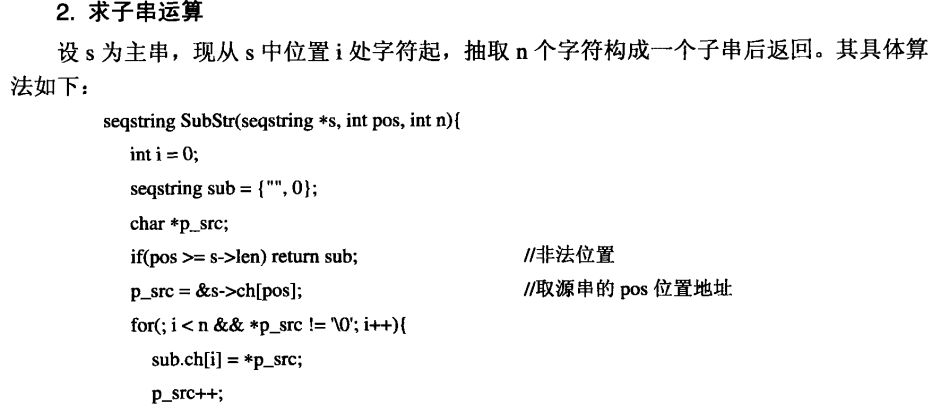 2. 求子串运算
设 s 为主串，现从 s 中位置 i 处字符起，抽取 n 个字符构成一个子串后返回。其具体算
法如下：
seqstring SubStr(seqstring *s, int pos, int n){
int i = 0;
seqstring sub = {"", 0};
char *p_src;
if(pos >= s->len) return sub; //非法位置
p_src = &s->ch[pos]; //取源串的 pos 位置地址
for(; i < n && *p_src != '\0'; i++){
sub.ch[i] = *p_src;
p_src++;